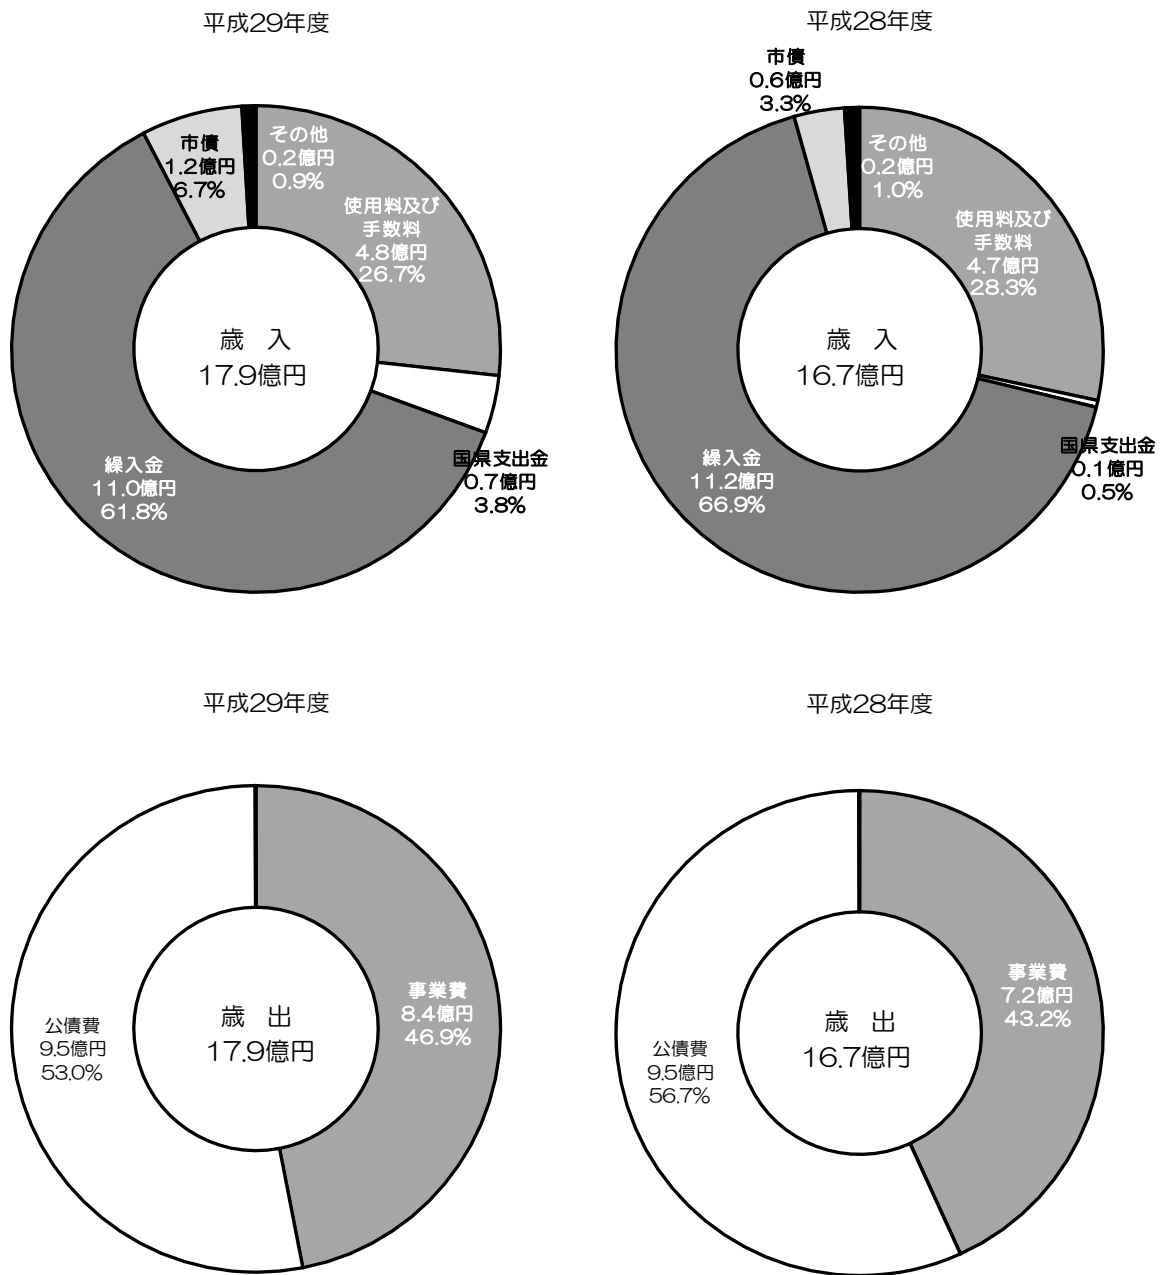 平成29年度
その他
0.2億円
0.9%
市債
1.2億円
6.7%
使用料及び
手数料
4.8億円
26.7%
歳　入
17.9億円
繰入金
11.0億円
61.8%
国県支出金
0.7億円
3.8%
平成28年度
市債
0.6億円
3.3%
その他
0.2億円
1.0%
使用料及び
手数料
4.7億円
28.3%
歳　入
16.7億円
繰入金
11.2億円
66.9%
国県支出金
0.1億円
0.5%
平成29年度
事業費
8.4億円
46.9%
歳　出
17.9億円
公債費
9.5億円
53.0%
平成28年度
事業費
7.2億円
43.2%
歳　出
16.7億円
公債費
9.5億円
56.7%